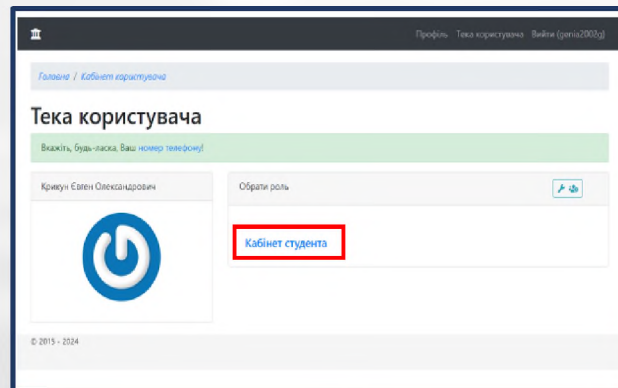 Профіль Тека користувача Вийти (genia2002g)
Головна / Кабінет користувача
Тека користувача
Вкажіть, будь-ласка, Ваш номер телефону!
Крикун Євген Олександрович
Обрати роль
Кабінет студента
© 2015 - 2024